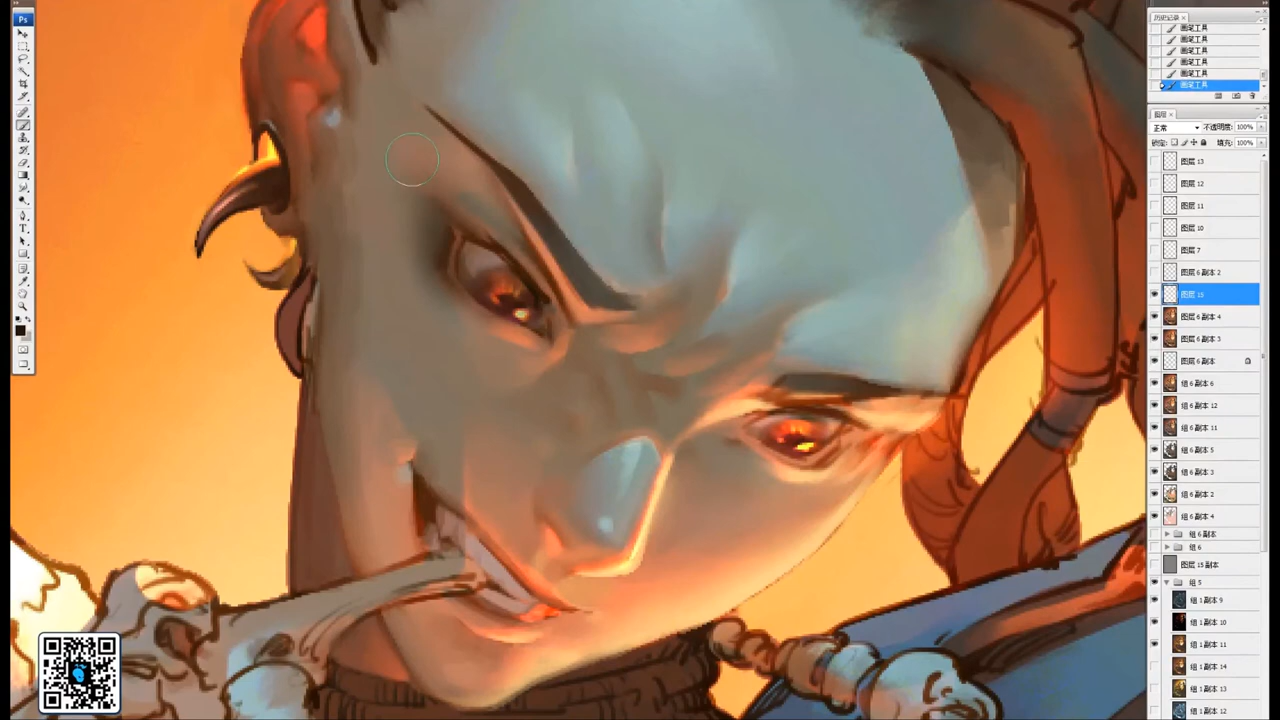 Ps
历史记录
画笔工具
画笔工具
画笔工具
画笔工具
画笔工具
画笔工具
图层
正常
不透明度: 100%
锁定: 填充: 100%
图层 13
图层 12
图层 11
图层 10
图层 7
图层 6 副本 2
图层 15
图层 6 副本 4
图层 6 副本 3
图层 6 副本
组 6 副本 6
组 6 副本 12
组 6 副本 11
组 6 副本 5
组 6 副本 3
组 6 副本 2
组 6 副本 4
组 6 副本
组 6
图层 15 副本
组 5
组 1 副本 9
组 1 副本 10
组 1 副本 11
组 1 副本 14
组 1 副本 13
组 1 副本 12